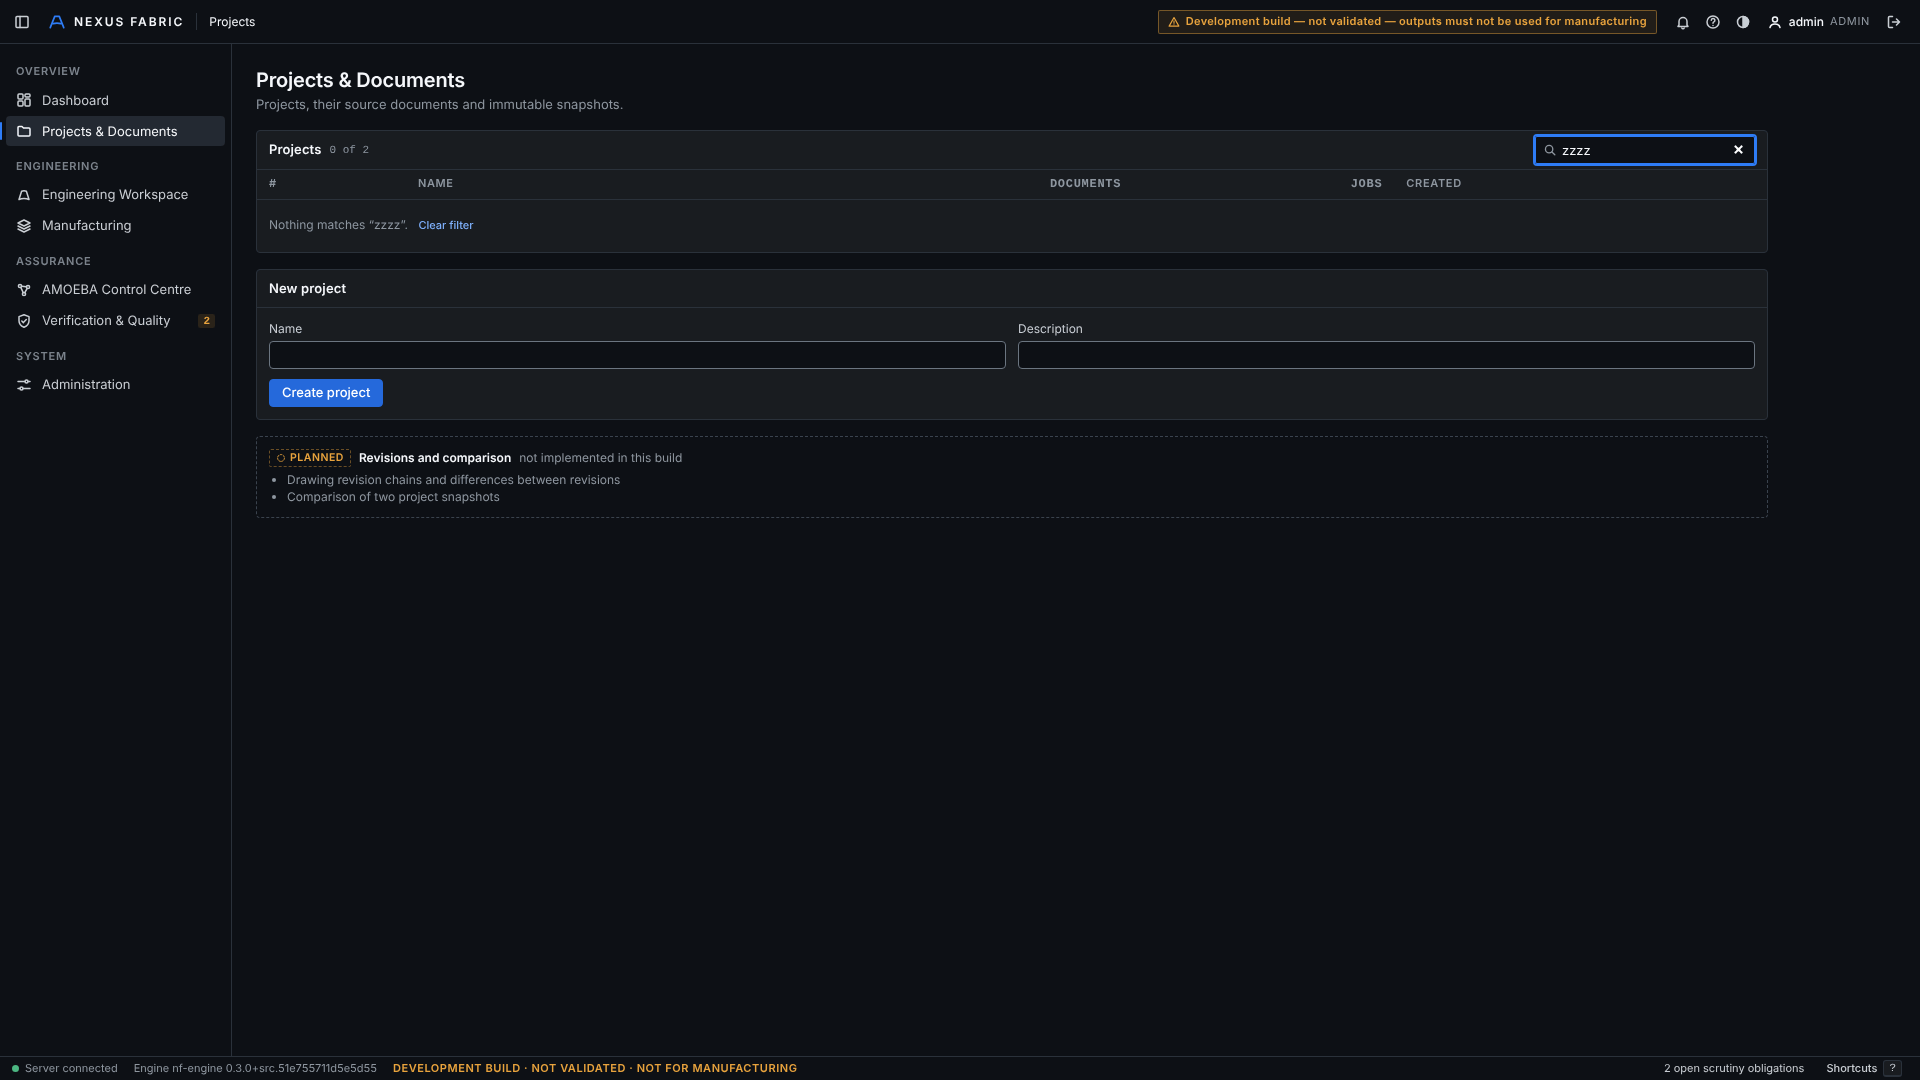 NEXUS FABRIC Projects
Development build — not validated — outputs must not be used for manufacturing
admin ADMIN
OVERVIEW
Dashboard
Projects & Documents
ENGINEERING
Engineering Workspace
Manufacturing
ASSURANCE
AMOEBA Control Centre
Verification & Quality 2
SYSTEM
Administration
Projects & Documents
Projects, their source documents and immutable snapshots.
Projects 0 of 2
zzzz
# NAME DOCUMENTS JOBS CREATED
Nothing matches “zzzz”. Clear filter
New project
Name Description
Create project
PLANNED Revisions and comparison not implemented in this build
• Drawing revision chains and differences between revisions
• Comparison of two project snapshots
Server connected Engine nf-engine 0.3.0+src.51e755711d5e5d55 DEVELOPMENT BUILD · NOT VALIDATED · NOT FOR MANUFACTURING
2 open scrutiny obligations Shortcuts ?